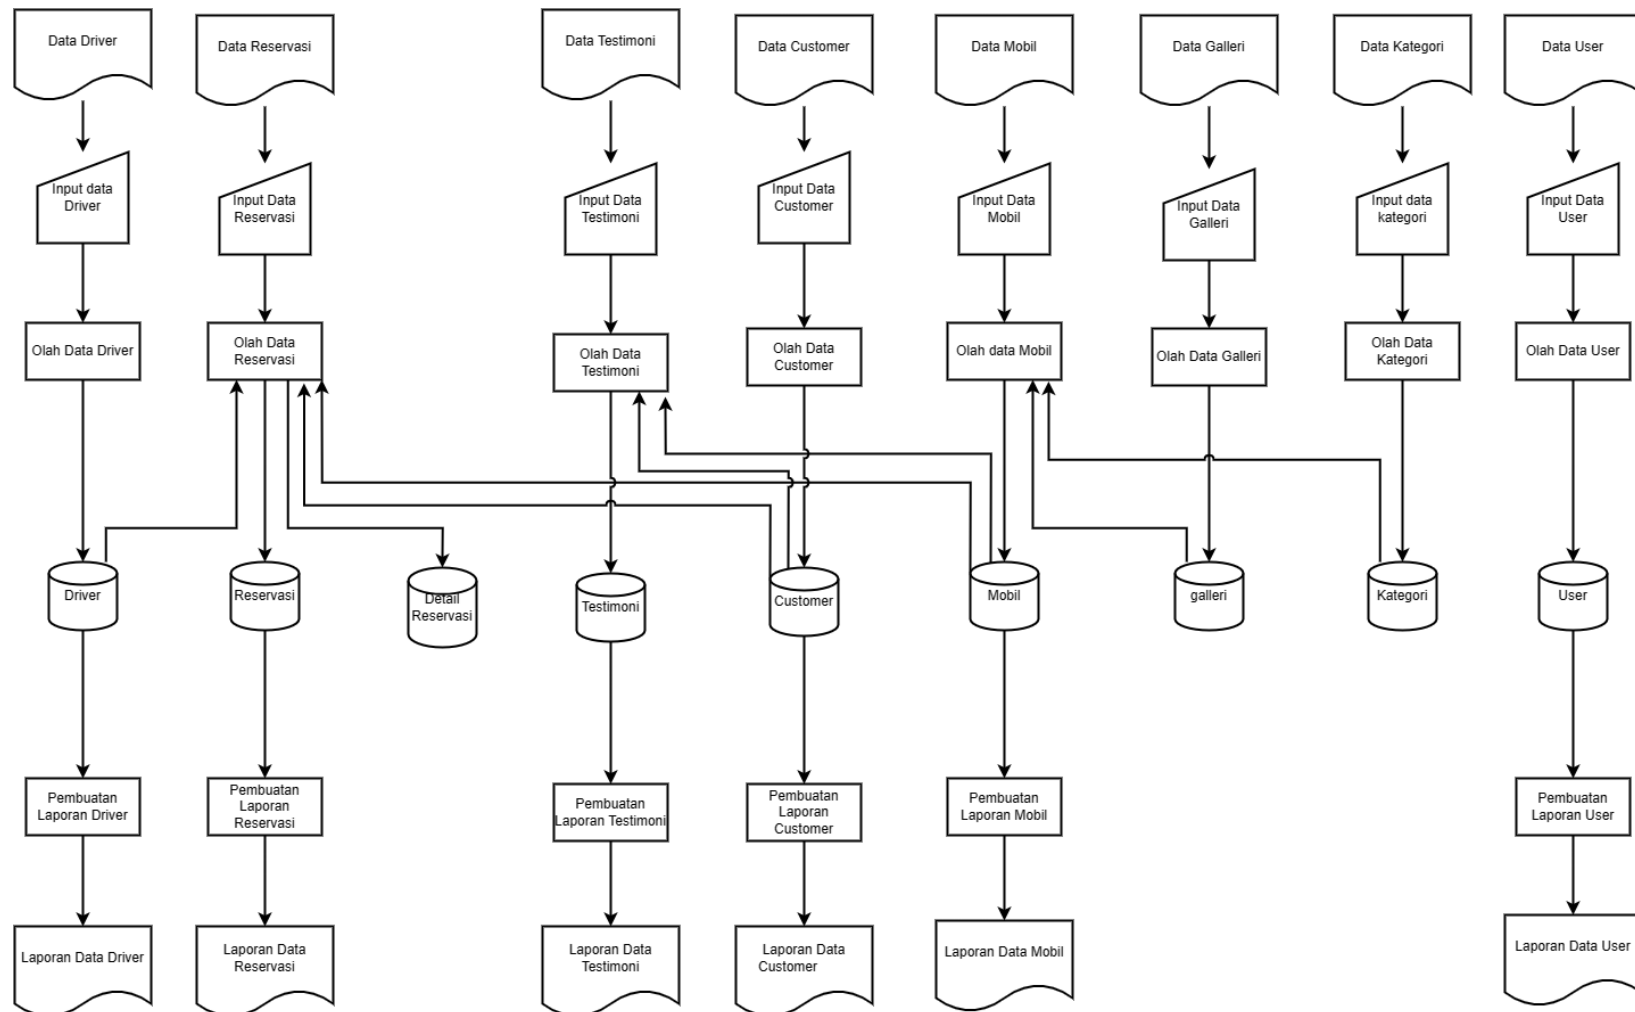 Data Driver
Data Reservasi
Data Testimoni
Data Customer
Data Mobil
Data Galleri
Data Kategori
Data User
Input data
Driver
Input Data
Reservasi
Input Data
Testimoni
Input Data
Customer
Input Data
Mobil
Input Data
Galleri
Input data
kategori
Input Data
User
Olah Data Driver
Olah Data
Reservasi
Olah Data
Testimoni
Olah Data
Customer
Olah data Mobil
Olah Data Galleri
Olah Data
Kategori
Olah Data User
Driver
Reservasi
Detail
Reservasi
Testimoni
Customer
Mobil
galleri
Kategori
User
Pembuatan
Laporan Driver
Pembuatan
Laporan
Reservasi
Pembuatan
Laporan Testimoni
Pembuatan
Laporan
Customer
Pembuatan
Laporan Mobil
Pembuatan
Laporan User
Laporan Data Driver
Laporan Data
Reservasi
Laporan Data
Testimoni
Laporan Data
Customer
Laporan Data Mobil
Laporan Data User